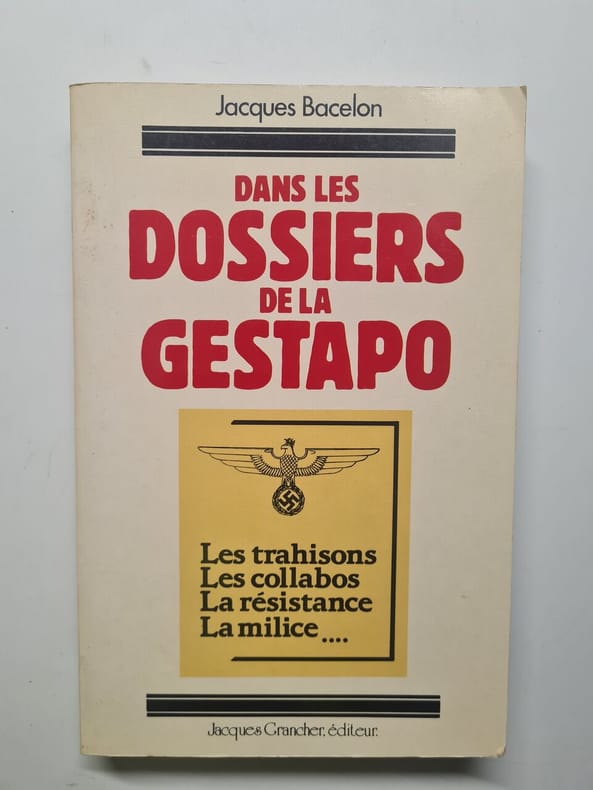 Jacques Bacelon
DANS LES
DOSSIERS
DE LA
GESTAPO
Les trahisons
Les collabos
La résistance
La milice....
Jacques Grancher, éditeur.